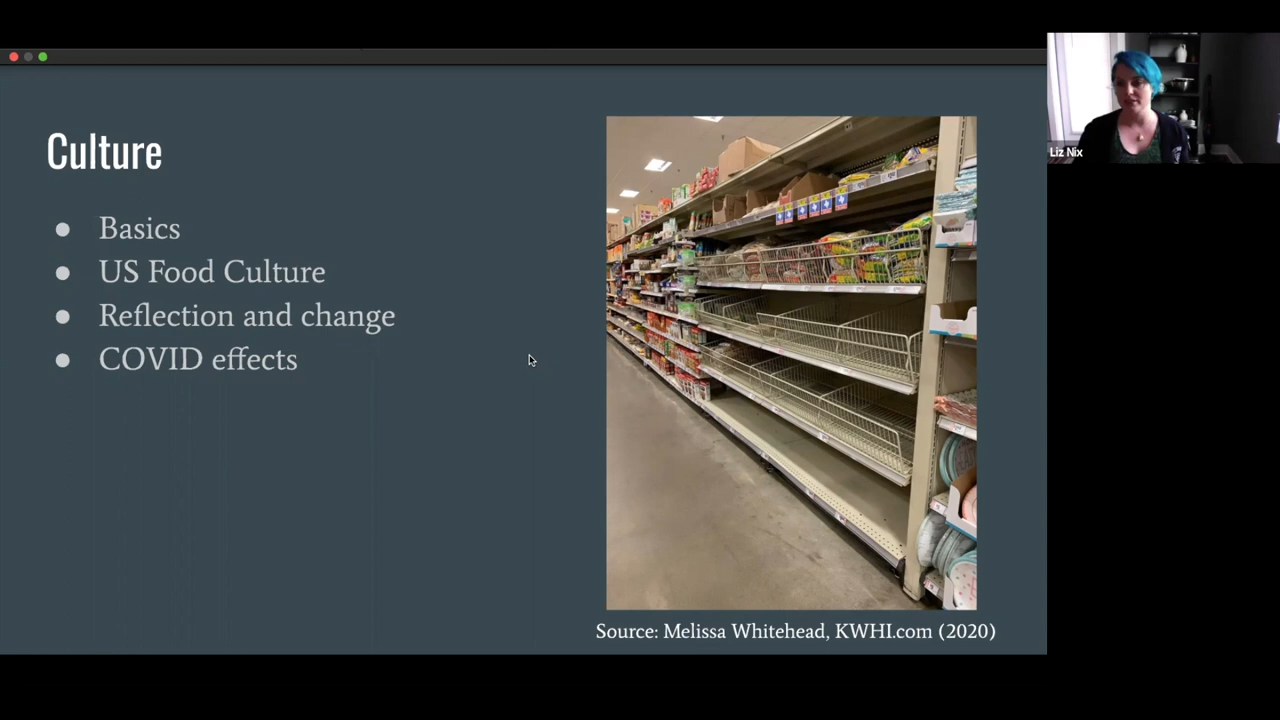 Culture
Basics
US Food Culture
Reflection and change
COVID effects
Source: Melissa Whitehead, KWHI.com (2020)
Liz Nix